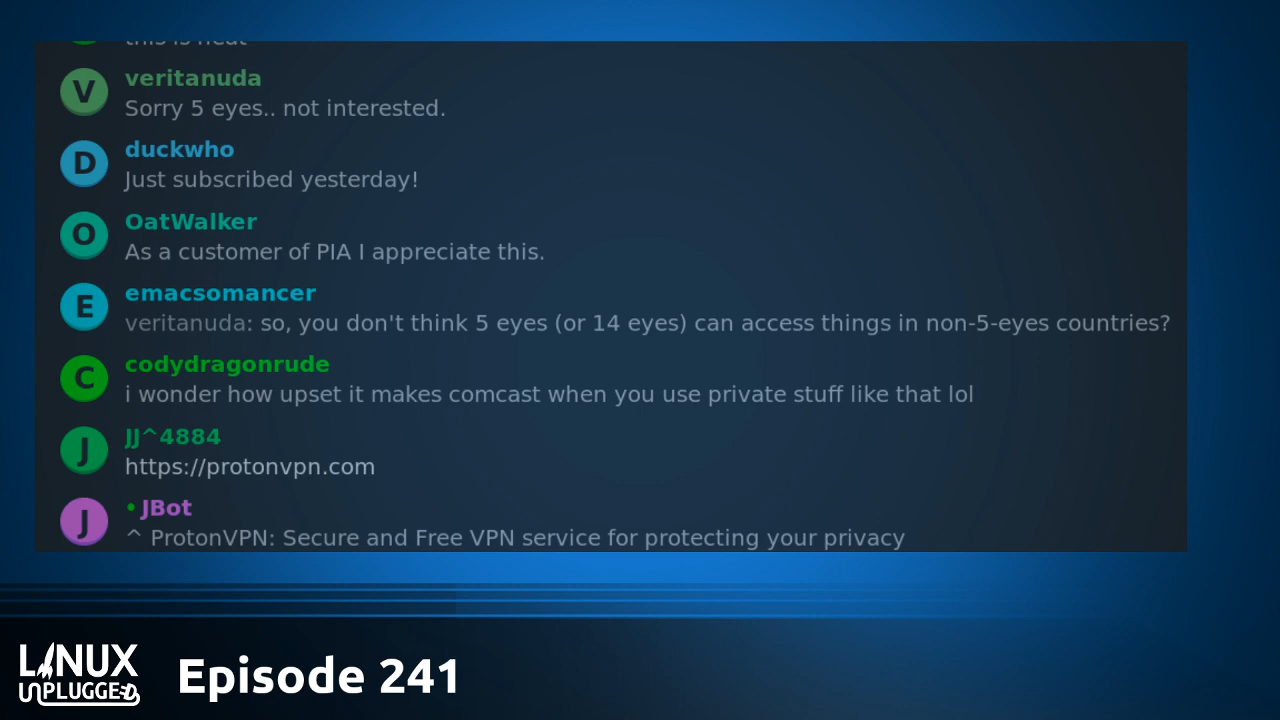 this is neat
V
veritanuda
Sorry 5 eyes.. not interested.
D
duckwho
Just subscribed yesterday!
O
OatWalker
As a customer of PIA I appreciate this.
E
emacsomancer
veritanuda: so, you don't think 5 eyes (or 14 eyes) can access things in non-5-eyes countries?
C
codydragonrude
i wonder how upset it makes comcast when you use private stuff like that lol
J
JJ^4884
https://protonvpn.com
J
• JBot
^ ProtonVPN: Secure and Free VPN service for protecting your privacy
LINUX
UNPLUGGED
Episode 241